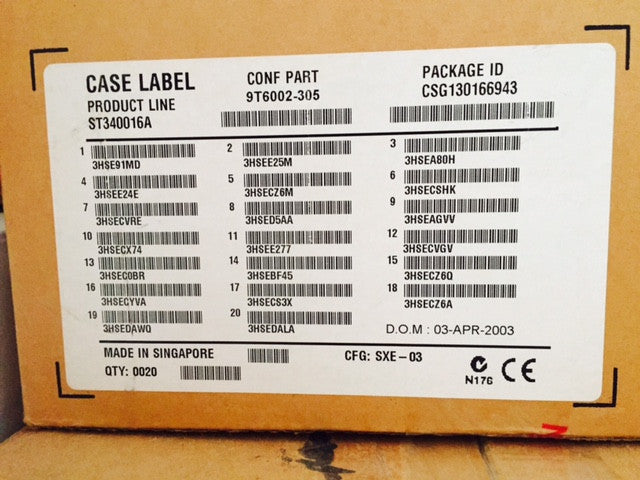 CASE LABEL
PRODUCT LINE
ST340016A
CONF PART
9T6002-305
PACKAGE ID
CSG130166943
1 3HSE91MD
2 3HSEE25M
3 3HSEA80H
4 3HSEE24E
5 3HSECZ6M
6 3HSECSHK
7 3HSECVRE
8 3HSED5AA
9 3HSEAGVV
10 3HSECX74
11 3HSEE277
12 3HSECVGV
13 3HSEC0BR
14 3HSEBF45
15 3HSECZ6Q
16 3HSECYVA
17 3HSECS3X
18 3HSECZ6A
19 3HSEDAWQ
20 3HSEDALA
D.O.M : 03-APR-2003
MADE IN SINGAPORE
CFG: SXE-03
QTY: 0020
N176
CE